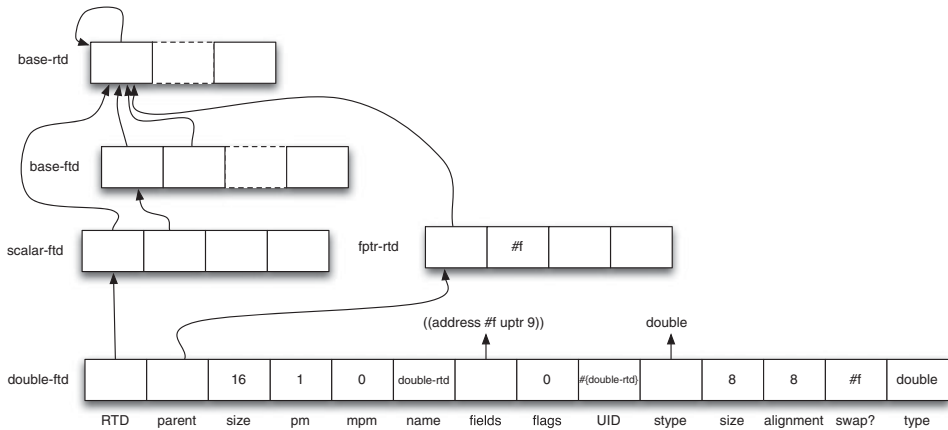 base-rtd
base-ftd
scalar-ftd
fptr-rtd
#f
((address #f uptr 9))
double
double-ftd
16
1
0
double-rtd
0
#{double-rtd}
8
8
#f
double
RTD
parent
size
pm
mpm
name
fields
flags
UID
stype
size
alignment
swap?
type